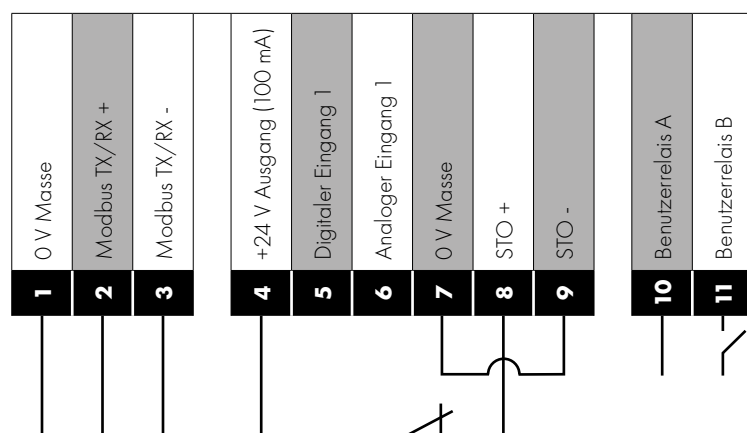 0 V Masse
Modbus TX/RX +
Modbus TX/RX -
+24 V Ausgang (100 mA)
Digitaler Eingang 1
Analoger Eingang 1
0 V Masse
STO +
STO -
Benutzerrelais A
Benutzerrelais B
1
2
3
4
5
6
7
8
9
10
11